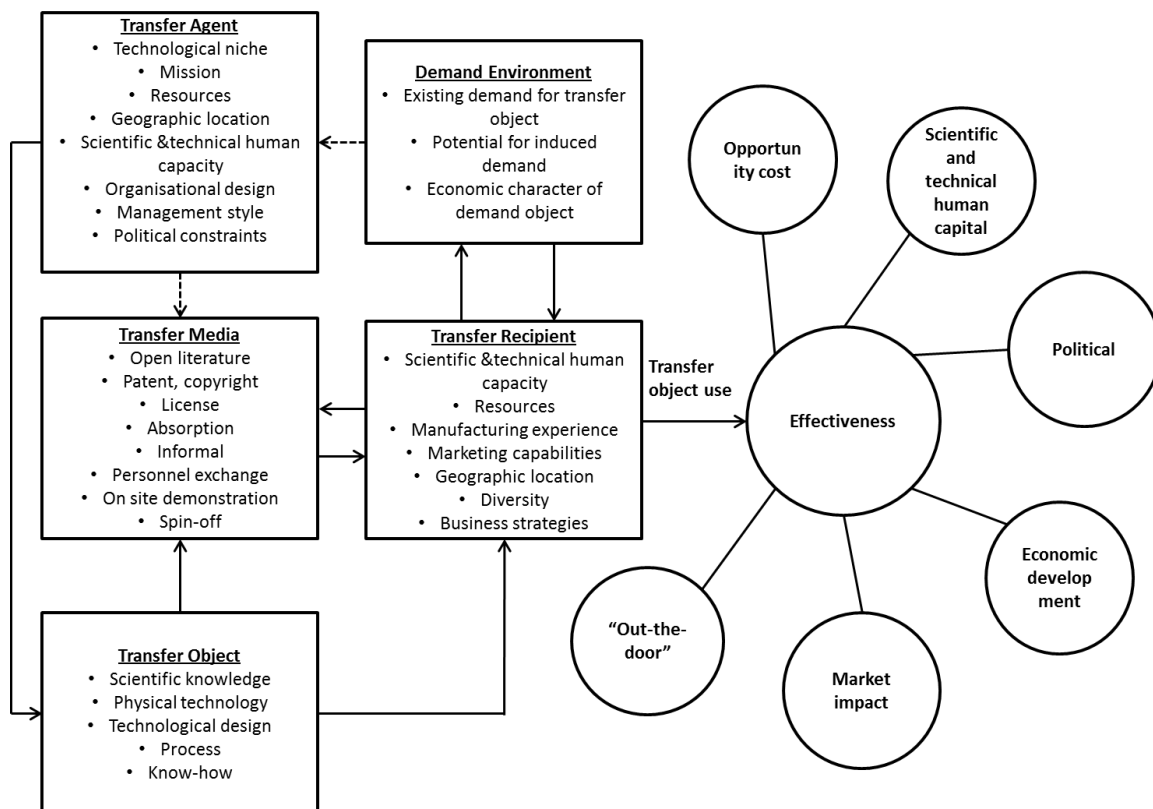 Transfer Agent
• Technological niche
• Mission
• Resources
• Geographic location
• Scientific &technical human
capacity
• Organisational design
• Management style
• Political constraints
Demand Environment
• Existing demand for transfer
object
• Potential for induced
demand
• Economic character of
demand object
Transfer Media
• Open literature
• Patent, copyright
• License
• Absorption
• Informal
• Personnel exchange
• On site demonstration
• Spin-off
Transfer Recipient
• Scientific &technical human
capacity
• Resources
• Manufacturing experience
• Marketing capabilities
• Geographic location
• Diversity
• Business strategies
Transfer Object
• Scientific knowledge
• Physical technology
• Technological design
• Process
• Know-how
Transfer
object use
Effectiveness
Opportun
ity cost
Scientific
and
technical
human
capital
Political
Economic
develop
ment
Market
impact
“Out-the-
door”